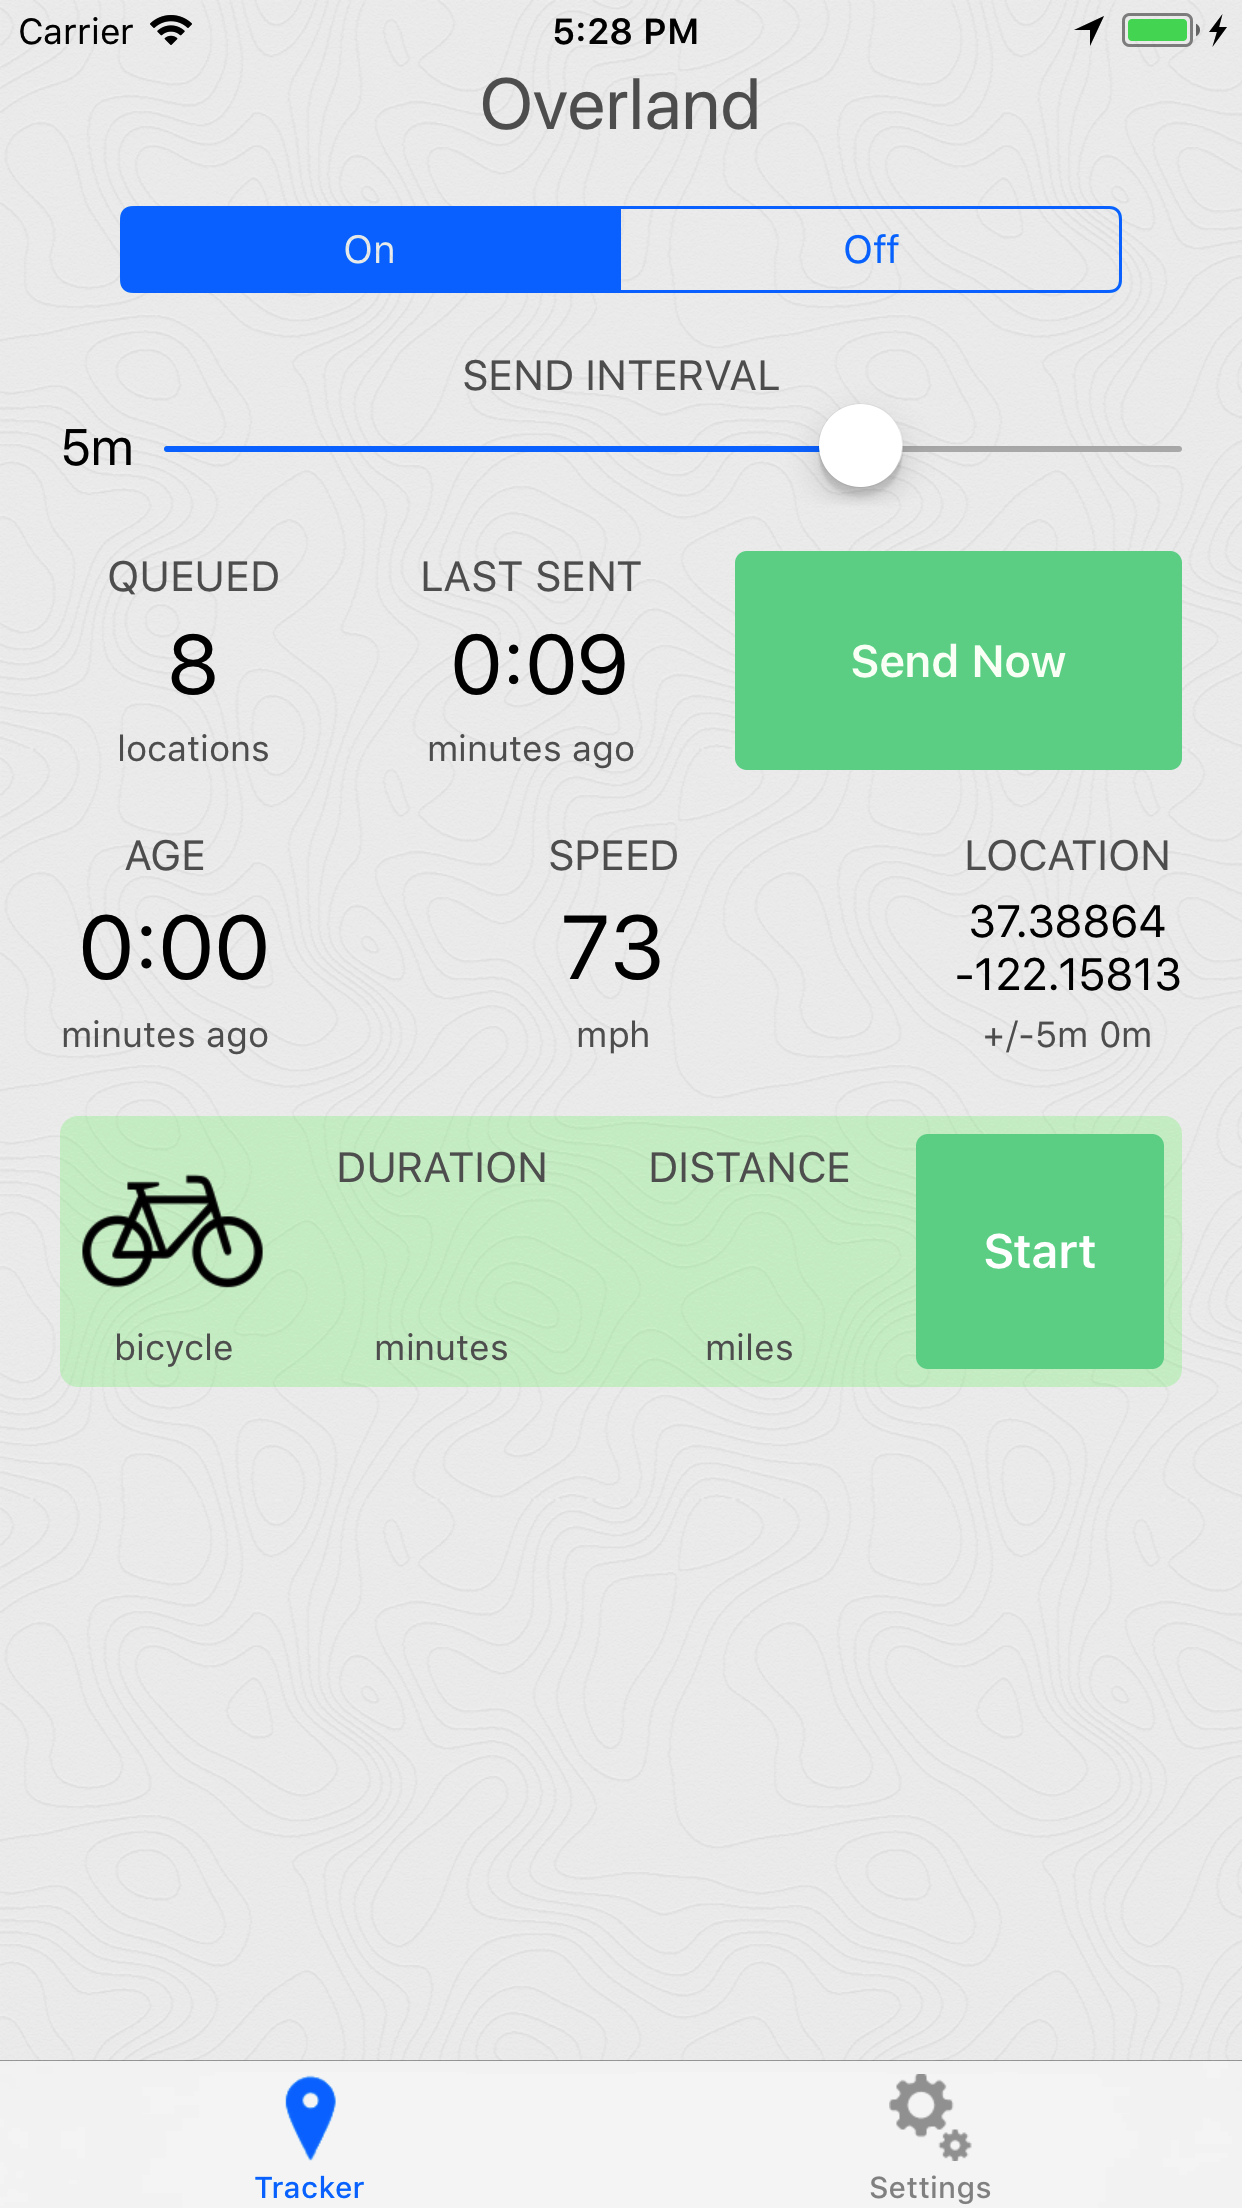 Carrier 5:28 PM
Overland
On Off
SEND INTERVAL
5m
QUEUED LAST SENT
8 0:09 Send Now
locations minutes ago
AGE SPEED LOCATION
0:00 73 37.38864
-122.15813
minutes ago mph +/-5m 0m
DURATION DISTANCE
Start
bicycle minutes miles
Tracker Settings